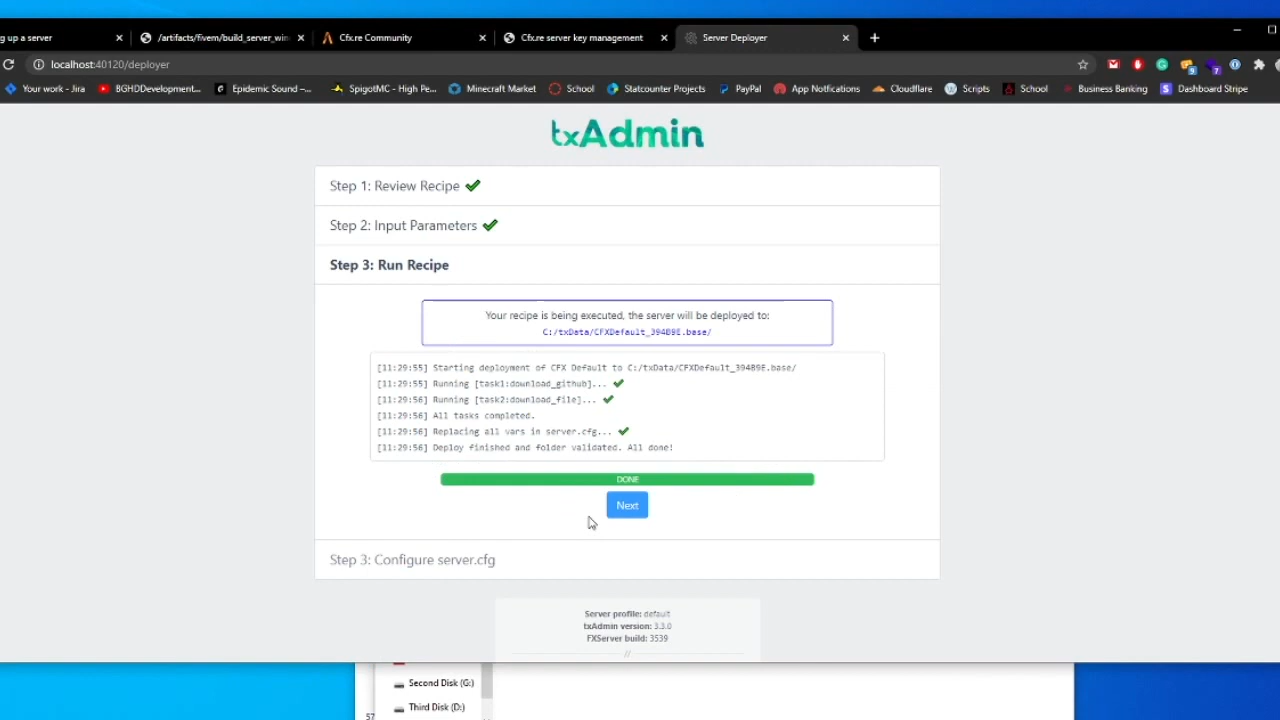 g up a server
/artifacts/fivem/build_server_win
Cfx.re Community
Cfx.re server key management
Server Deployer
localhost:40120/deployer
Your work - Jira
BGHDDevelopment...
Epidemic Sound –...
SpigotMC - High Pe...
Minecraft Market
School
Statcounter Projects
PayPal
App Notfications
Cloudflare
Scripts
School
Business Banking
Dashboard Stripe
txAdmin
Step 1: Review Recipe
Step 2: Input Parameters
Step 3: Run Recipe
Your recipe is being executed, the server will be deployed to:
C:/txData/CFXDefault_394B9E.base/
[11:29:55] Starting deployment of CFX Default to C:/txData/CFXDefault_394B9E.base/
[11:29:55] Running [task1:download_github]...
[11:29:56] Running [task2:download_file]...
[11:29:56] All tasks completed.
[11:29:56] Replacing all vars in server.cfg...
[11:29:56] Deploy finished and folder validated. All done!
DONE
Next
Step 3: Configure server.cfg
Server profile: default
txAdmin version: 3.3.0
FXServer build: 3539
//
Second Disk (G:)
Third Disk (D:)
57